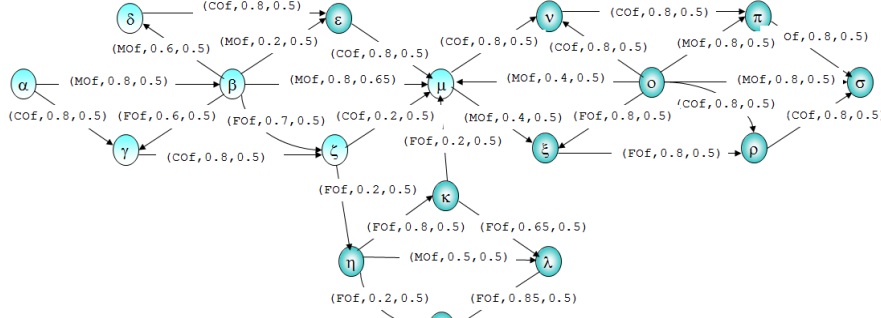 (COf,0.8,0.5)
δ
ε
ν
(COf,0.8,0.5)
π
(MOf,0.6,0.5)
(MOf,0.2,0.5)
(COf,0.8,0.5)
(COf,0.8,0.5)
(COf,0.8,0.5)
(MOf,0.8,0.5)
Of,0.8,0.5)
α
(MOf,0.8,0.5)
β
(MOf,0.8,0.65)
μ
(MOf,0.4,0.5)
ο
(MOf,0.8,0.5)
σ
(COf,0.8,0.5)
(FOf,0.6,0.5)
(FOf,0.7,0.5)
(COf,0.2,0.5)
(MOf,0.4,0.5)
(FOf,0.8,0.5)
(COf,0.8,0.5)
(COf,0.8,0.5)
γ
(COf,0.8,0.5)
ζ
(FOf,0.2,0.5)
ξ
(FOf,0.8,0.5)
ρ
(FOf,0.2,0.5)
κ
(FOf,0.8,0.5)
(FOf,0.65,0.5)
η
(MOf,0.5,0.5)
λ
(FOf,0.2,0.5)
(FOf,0.85,0.5)